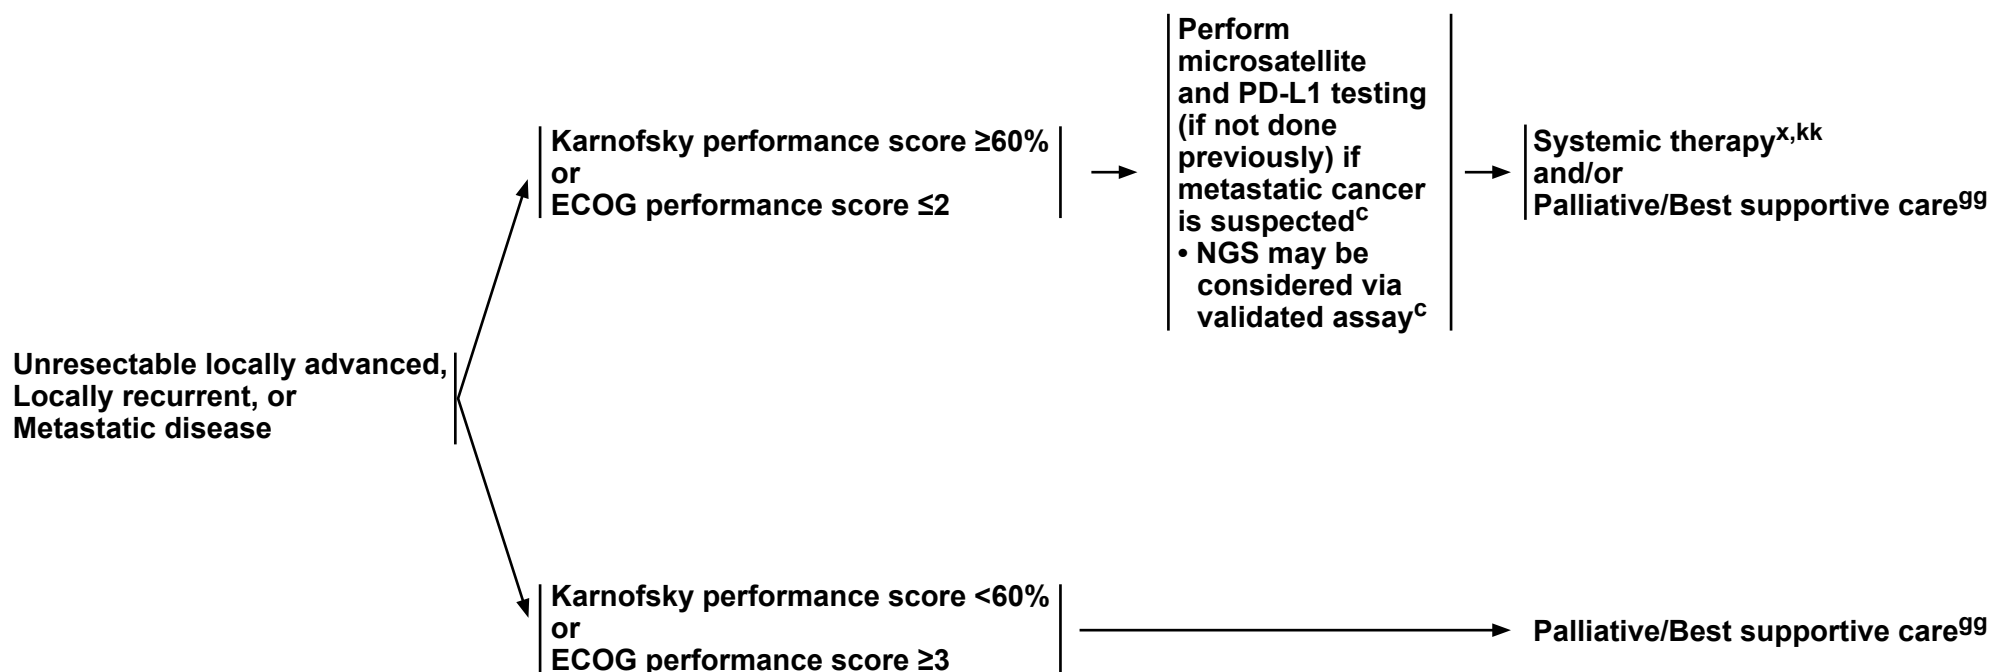 Unresectable locally advanced,
Locally recurrent, or
Metastatic disease
Karnofsky performance score ≥60%
or
ECOG performance score ≤2
Perform
microsatellite
and PD-L1 testing
(if not done
previously) if
metastatic cancer
is suspectedc
• NGS may be
considered via
validated assayc
Systemic therapyx,kk
and/or
Palliative/Best supportive caregg
Karnofsky performance score <60%
or
ECOG performance score ≥3
Palliative/Best supportive caregg